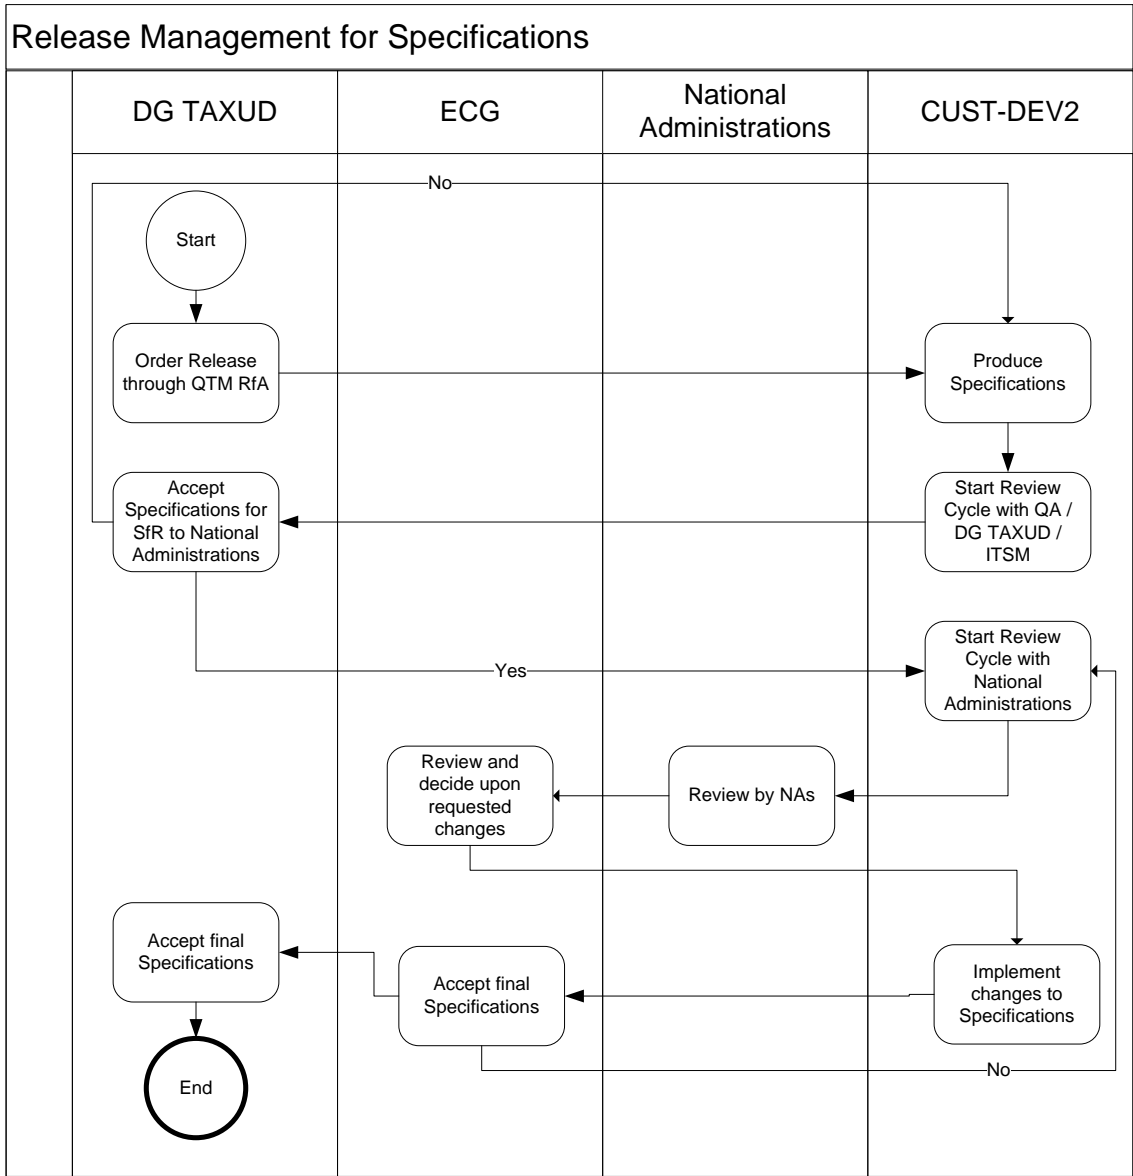 Release Management for Specifications
DG TAXUD
ECG
National
Administrations
CUST-DEV2
No
Start
Order Release
through QTM RfA
Produce
Specifications
Accept
Specifications for
SfR to National
Administrations
Start Review
Cycle with QA /
DG TAXUD /
ITSM
Yes
Start Review
Cycle with
National
Administrations
Review and
decide upon
requested
changes
Review by NAs
Accept final
Specifications
Accept final
Specifications
Implement
changes to
Specifications
No
End